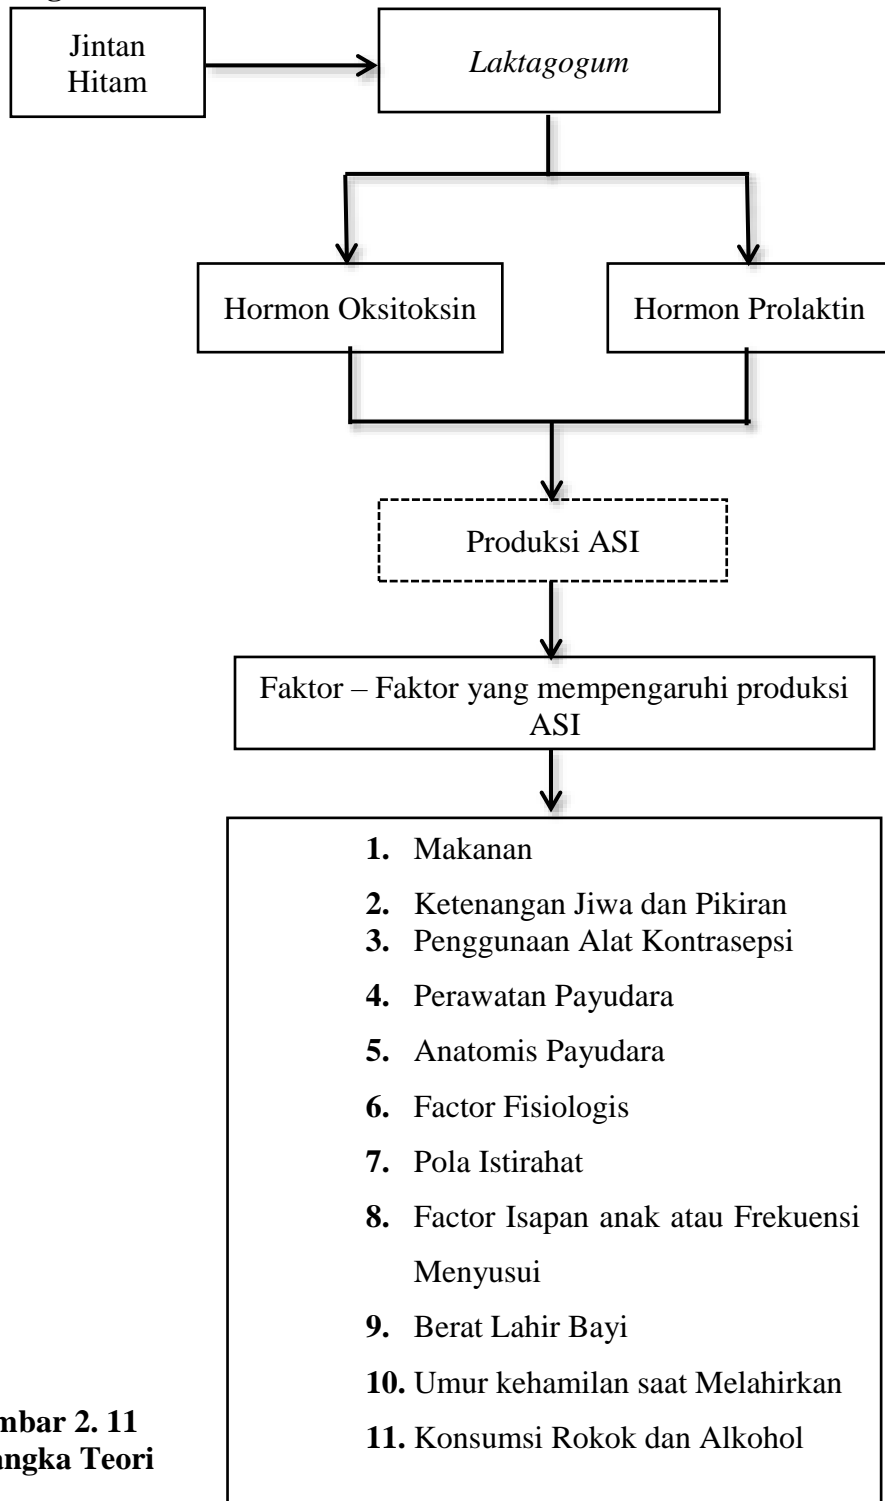 Jintan
Hitam
Laktagogum
Hormon Oksitoksin
Hormon Prolaktin
Produksi ASI
Faktor – Faktor yang mempengaruhi produksi
ASI
1. Makanan
2. Ketenangan Jiwa dan Pikiran
3. Penggunaan Alat Kontrasepsi
4. Perawatan Payudara
5. Anatomis Payudara
6. Factor Fisiologis
7. Pola Istirahat
8. Factor Isapan anak atau Frekuensi
Menyusui
9. Berat Lahir Bayi
10. Umur kehamilan saat Melahirkan
11. Konsumsi Rokok dan Alkohol
mbar 2. 11
angka Teori